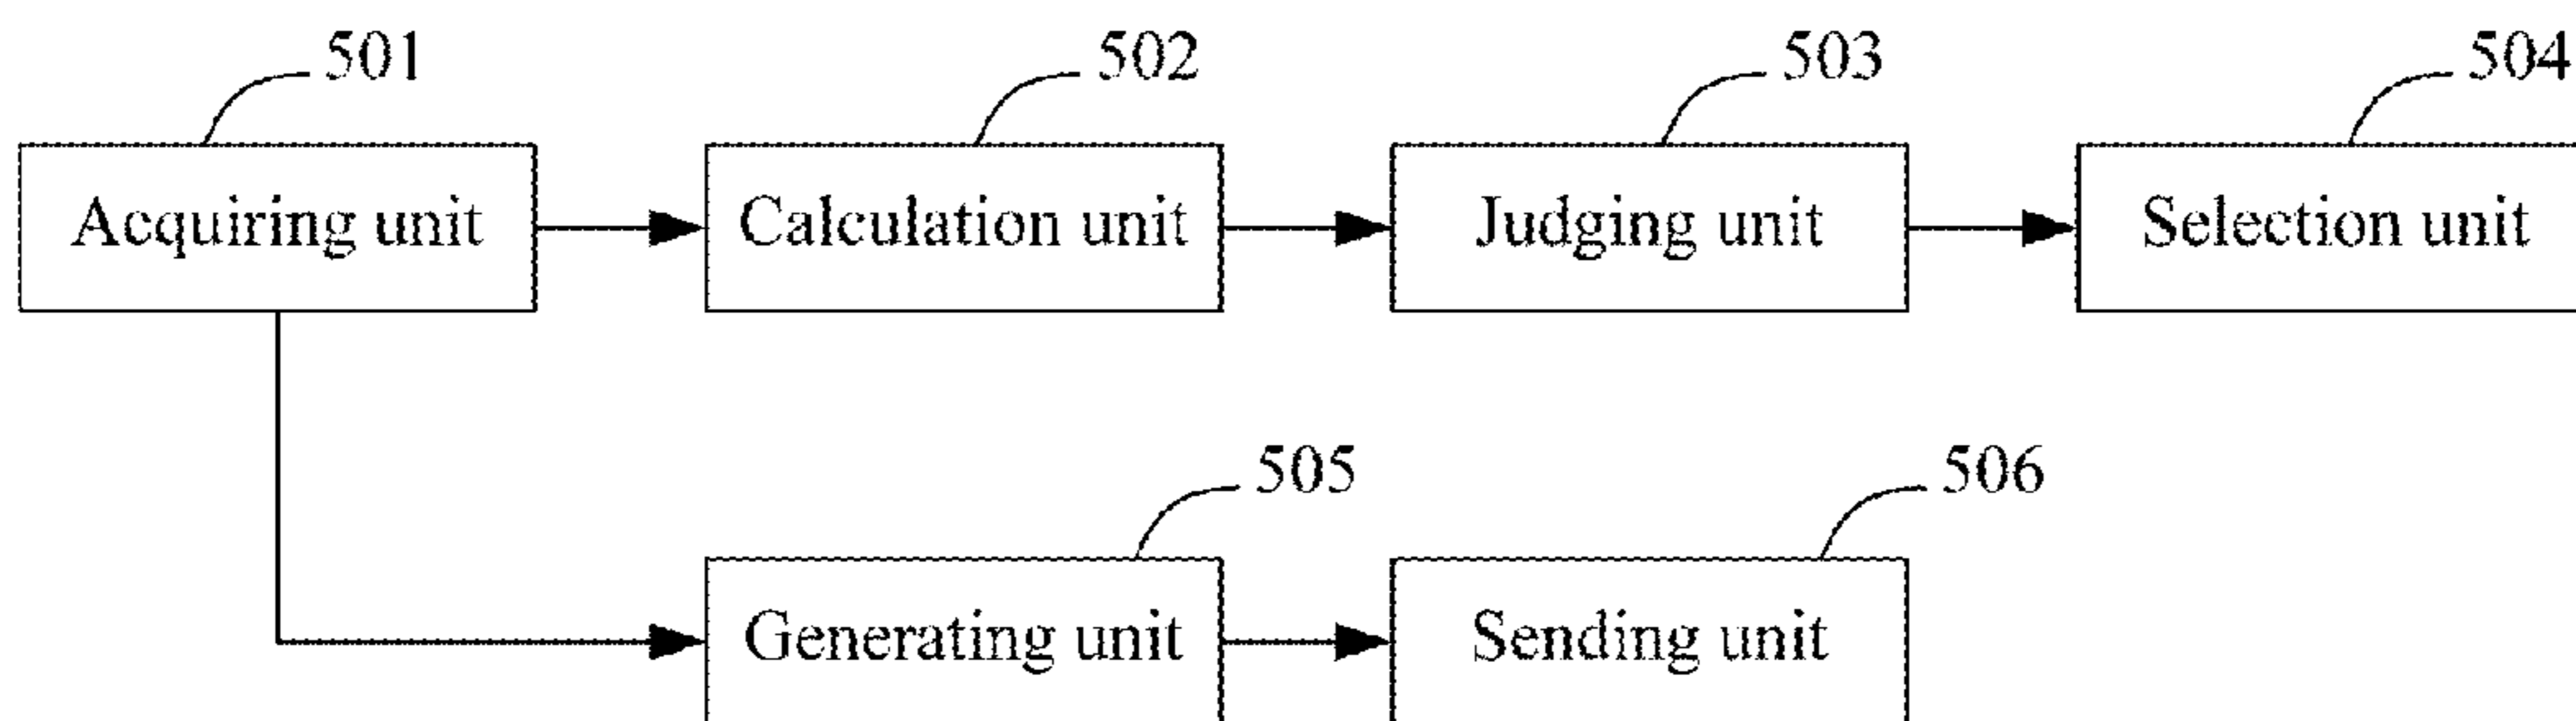 501 502 503 504
Acquiring unit Calculation unit Judging unit Selection unit
505 506
Generating unit Sending unit